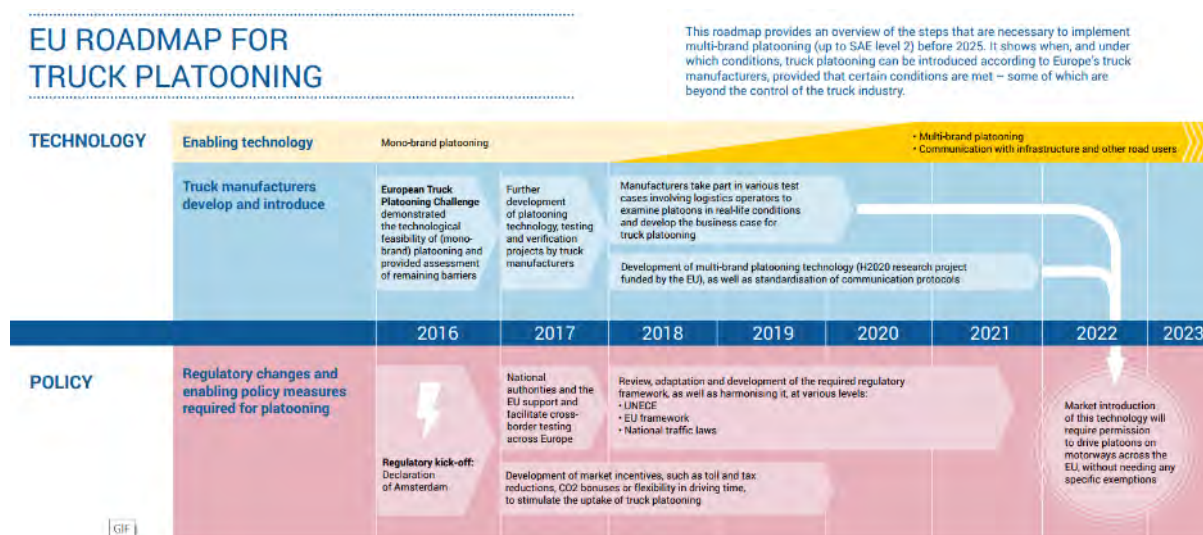 EU ROADMAP FOR
TRUCK PLATOONING
This roadmap provides an overview of the steps that are necessary to implement
multi-brand platooning (up to SAE level 2) before 2025. It shows when, and under
which conditions, truck platooning can be introduced according to Europe's truck
manufacturers, provided that certain conditions are met – some of which are
beyond the control of the truck industry.
TECHNOLOGY
Enabling technology
Mono-brand platooning
• Multi-brand platooning
• Communication with infrastructure and other road users
Truck manufacturers
develop and introduce
European Truck
Platooning Challenge
demonstrated
the technological
feasibility of (mono-
brand) platooning and
provided assessment
of remaining barriers
Further
development
of platooning
technology, testing
and verification
projects by truck
manufacturers
Manufacturers take part in various test
cases involving logistics operators to
examine platoons in real-life conditions
and develop the business case for
truck platooning
Development of multi-brand platooning technology (H2020 research project
funded by the EU), as well as standardisation of communication protocols
2016
2017
2018
2019
2020
2021
2022
2023
POLICY
Regulatory changes and
enabling policy measures
required for platooning
Regulatory kick-off:
Declaration
of Amsterdam
National
authorties and the
EU support and
facilitate cross-
border testing
across Europe
Review, adaptation and development of the required regulatory
framework, as well as harmonising it, at various levels:
• UNECE
• EU framework
• National traffic laws
Development of market incentives, such as toll and tax
reductions, CO2 bonuses or flexibility in driving time,
to stimulate the uptake of truck platooning
Market introduction
of this technology will
require permission
to drive platoons on
motorways across the
EU, without needing any
specific exemptions
GIF